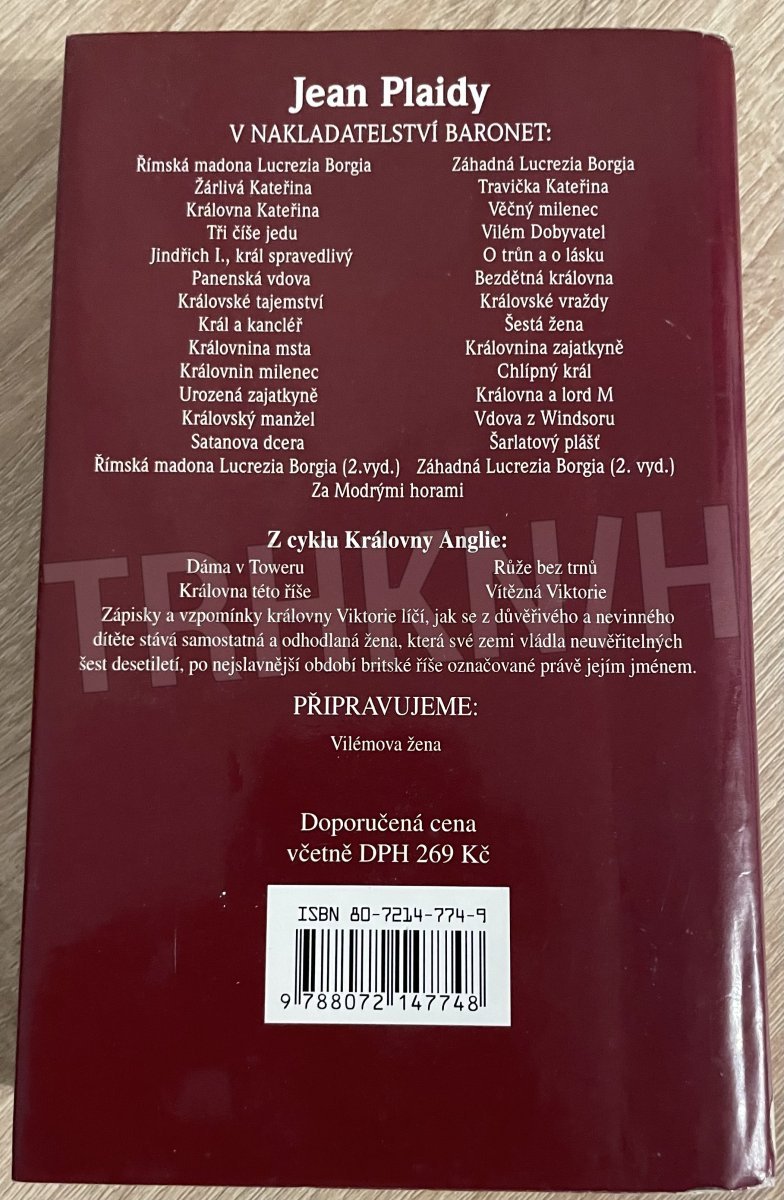 Jean Plaidy
V NAKLADATELSTVÍ BARONET:
Římská madona Lucrezia Borgia Záhadná Lucrezia Borgia
Žárlivá Kateřina Travička Kateřina
Královna Kateřina Věčný milenec
Tři číše jedu Vilém Dobyvatel
Jindřich I., král spravedlivý O trůn a o lásku
Panenská vdova Bezdětná královna
Královské tajemství Královské vraždy
Král a kancléř Šestá žena
Královnina msta Královnina zajatkyně
Královnin milenec Chlípný král
Urozená zajatkyně Královna a lord M
Královský manžel Vdova z Windsoru
Satanova dcera Šarlatový plášť
Římská madona Lucrezia Borgia (2.vyd.) Záhadná Lucrezia Borgia (2. vyd.)
Za Modrými horami
Z cyklu Královny Anglie:
Dáma v Toweru Růže bez trnů
Královna této říše Vítězná Viktorie
Zápisky a vzpomínky královny Viktorie líčí, jak se z důvěřivého a nevinného
dítěte stává samostatná a odhodlaná žena, která své zemi vládla neuvěřitelných
šest desetiletí, po nejslavnější období britské říše označované právě jejím jménem.
TRHKNIH
PŘIPRAVUJEME:
Vilémova žena
Doporučená cena
včetně DPH 269 Kč
ISBN 80-7214-774-9
9 788072 147748